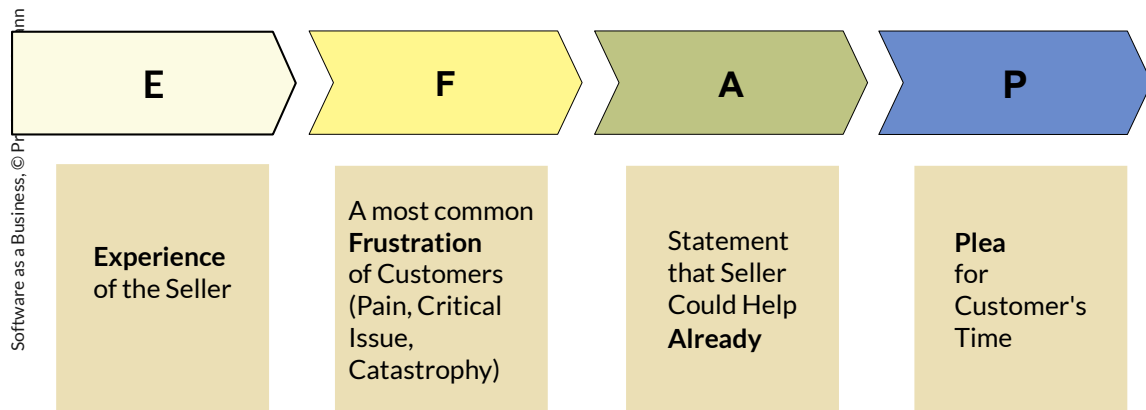 E
F
A
P
Experience
of the Seller
A most common
Frustration
of Customers
(Pain, Critical
Issue,
Catastrophy)
Statement
that Seller
Could Help
Already
Plea
for
Customer's
Time
Software as a Business, ©